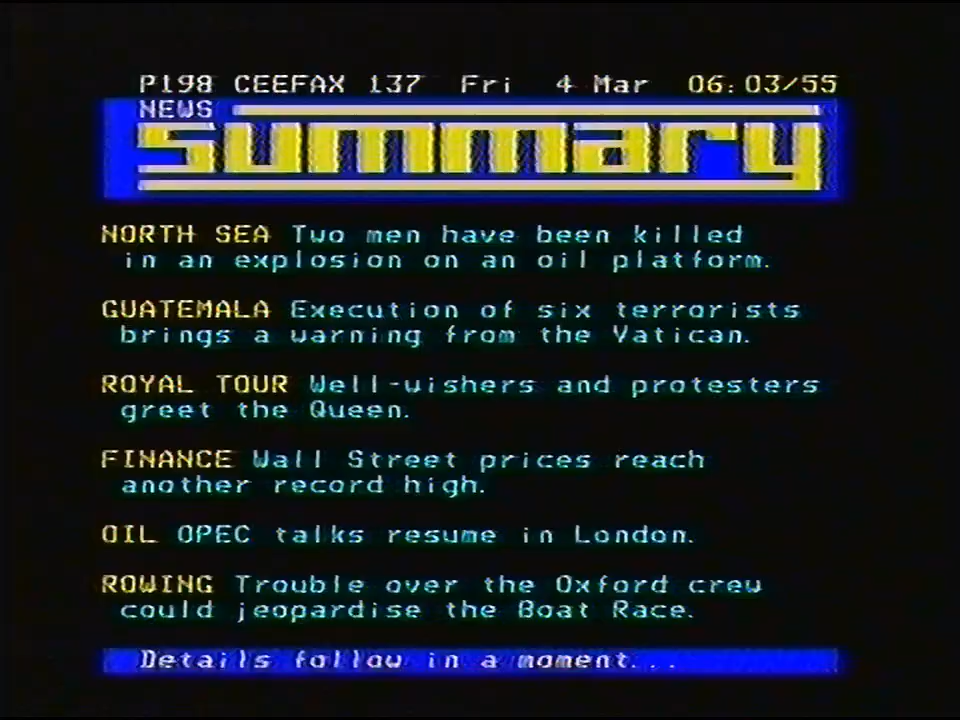 P198 CEEFAX 137 Fri 4 Mar 06:03/55
NEWS
summary
NORTH SEA Two men have been killed
in an explosion on an oil platform.
GUATEMALA Execution of six terrorists
brings a warning from the Vatican.
ROYAL TOUR Well-wishers and protesters
greet the Queen.
FINANCE Wall Street prices reach
another record high.
OIL OPEC talks resume in London.
ROWING Trouble over the Oxford crew
could jeopardise the Boat Race.
Details follow in a moment...